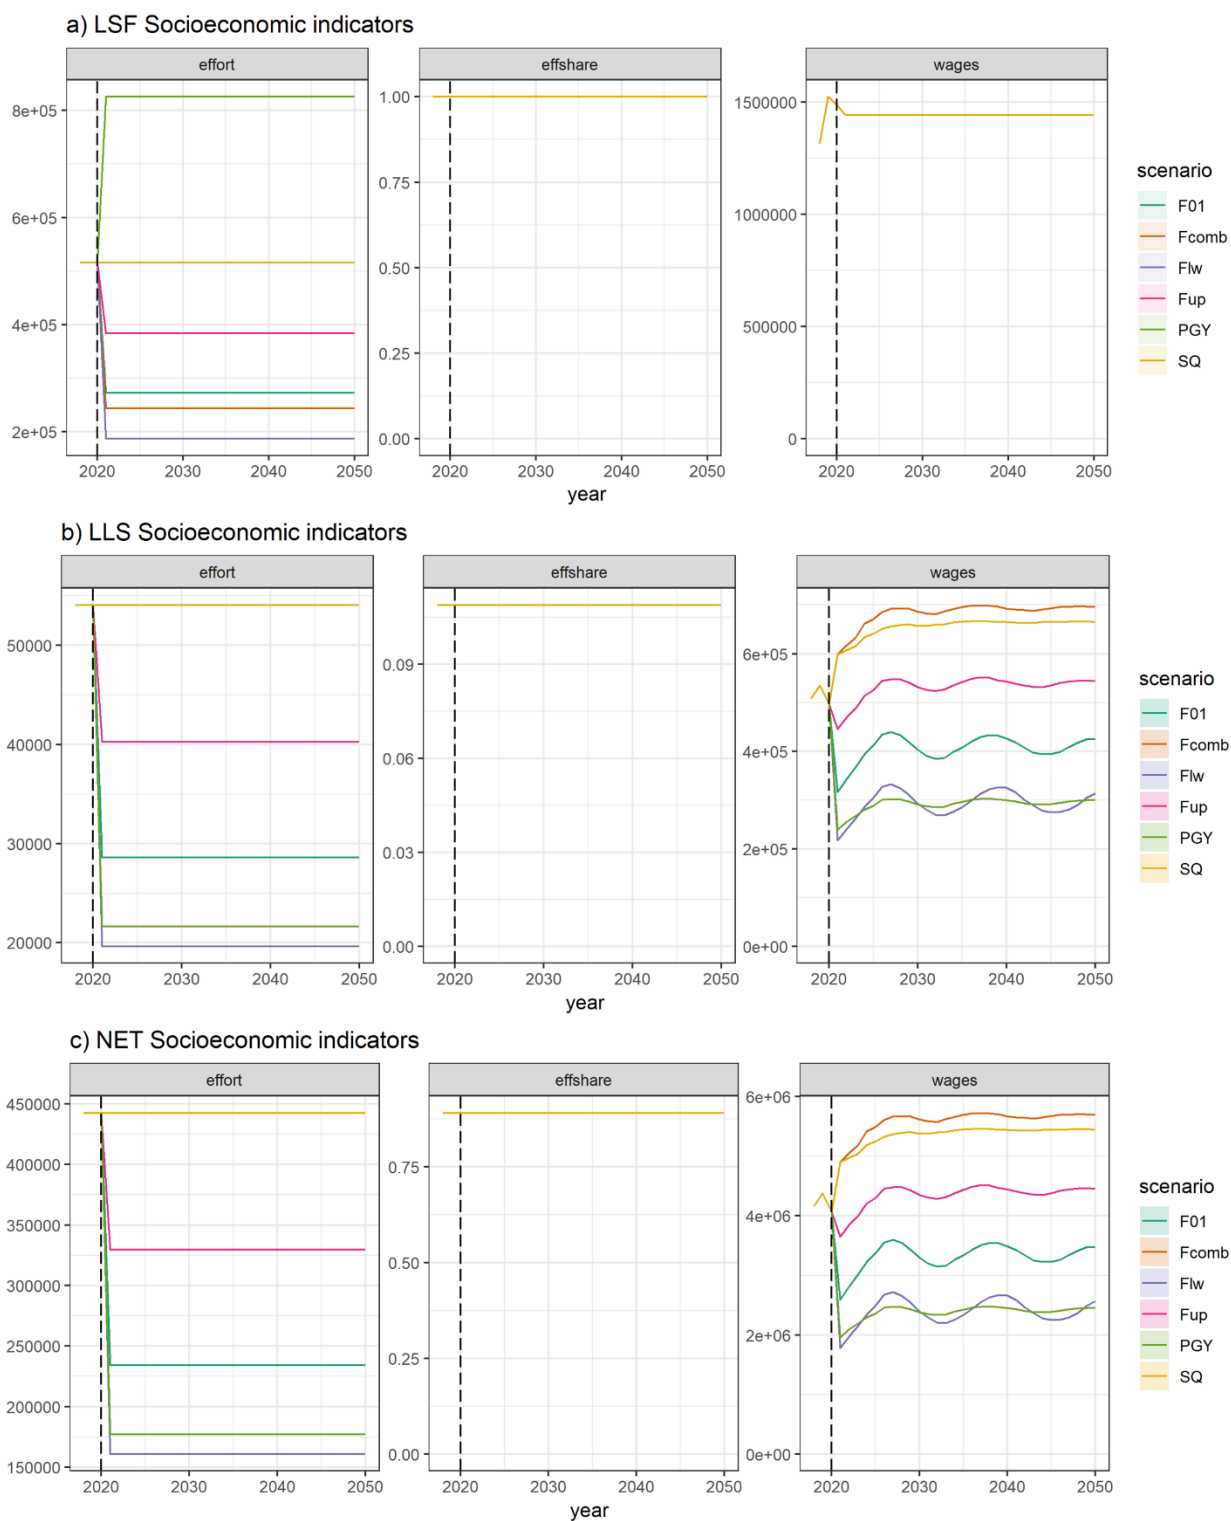 a) LSF Socioeconomic indicators
effort effshare wages
8e+05
6e+05
4e+05
2e+05
1.00
0.75
0.50
0.25
0.00
1500000
1000000
500000
0
2020 2030 2040 2050 2020 2030 2040 2050 2020 2030 2040 2050
year
scenario
F01
Fcomb
Flw
Fup
PGY
SQ
b) LLS Socioeconomic indicators
effort effshare wages
50000
40000
30000
20000
0.09
0.06
0.03
0.00
6e+05
4e+05
2e+05
0e+00
2020 2030 2040 2050 2020 2030 2040 2050 2020 2030 2040 2050
year
scenario
F01
Fcomb
Flw
Fup
PGY
SQ
c) NET Socioeconomic indicators
effort effshare wages
450000
400000
350000
300000
250000
200000
150000
0.75
0.50
0.25
0.00
6e+06
4e+06
2e+06
0e+00
2020 2030 2040 2050 2020 2030 2040 2050 2020 2030 2040 2050
year
scenario
F01
Fcomb
Flw
Fup
PGY
SQ